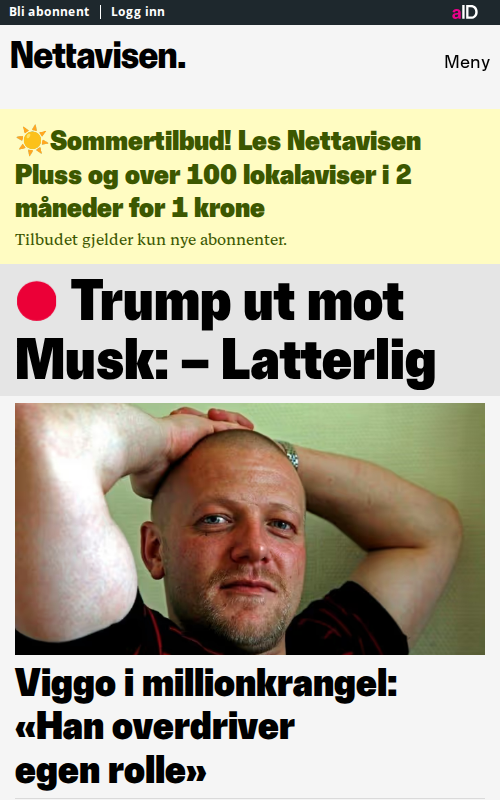 Bli abonnent | Logg inn
aID
Nettavisen.
Meny
☀️Sommertilbud! Les Nettavisen
Pluss og over 100 lokalaviser i 2
måneder for 1 krone
Tilbudet gjelder kun nye abonnenter.
Trump ut mot
Musk: – Latterlig
Viggo i millionkrangel:
«Han overdriver
egen rolle»